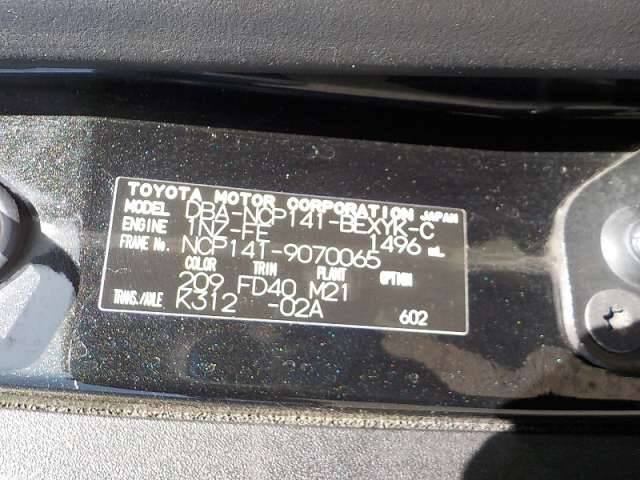 TOYOTA MOTOR CORPORATION JAPAN
MODEL DBA-NCP141-BEXYK-C
ENGINE 1NZ-FE 1496 mL
FRAME No. NCP141-9070065
COLOR TRIM PLANT OPTION
209 FD40 M21
TRANS./AXLE K312 -02A
602